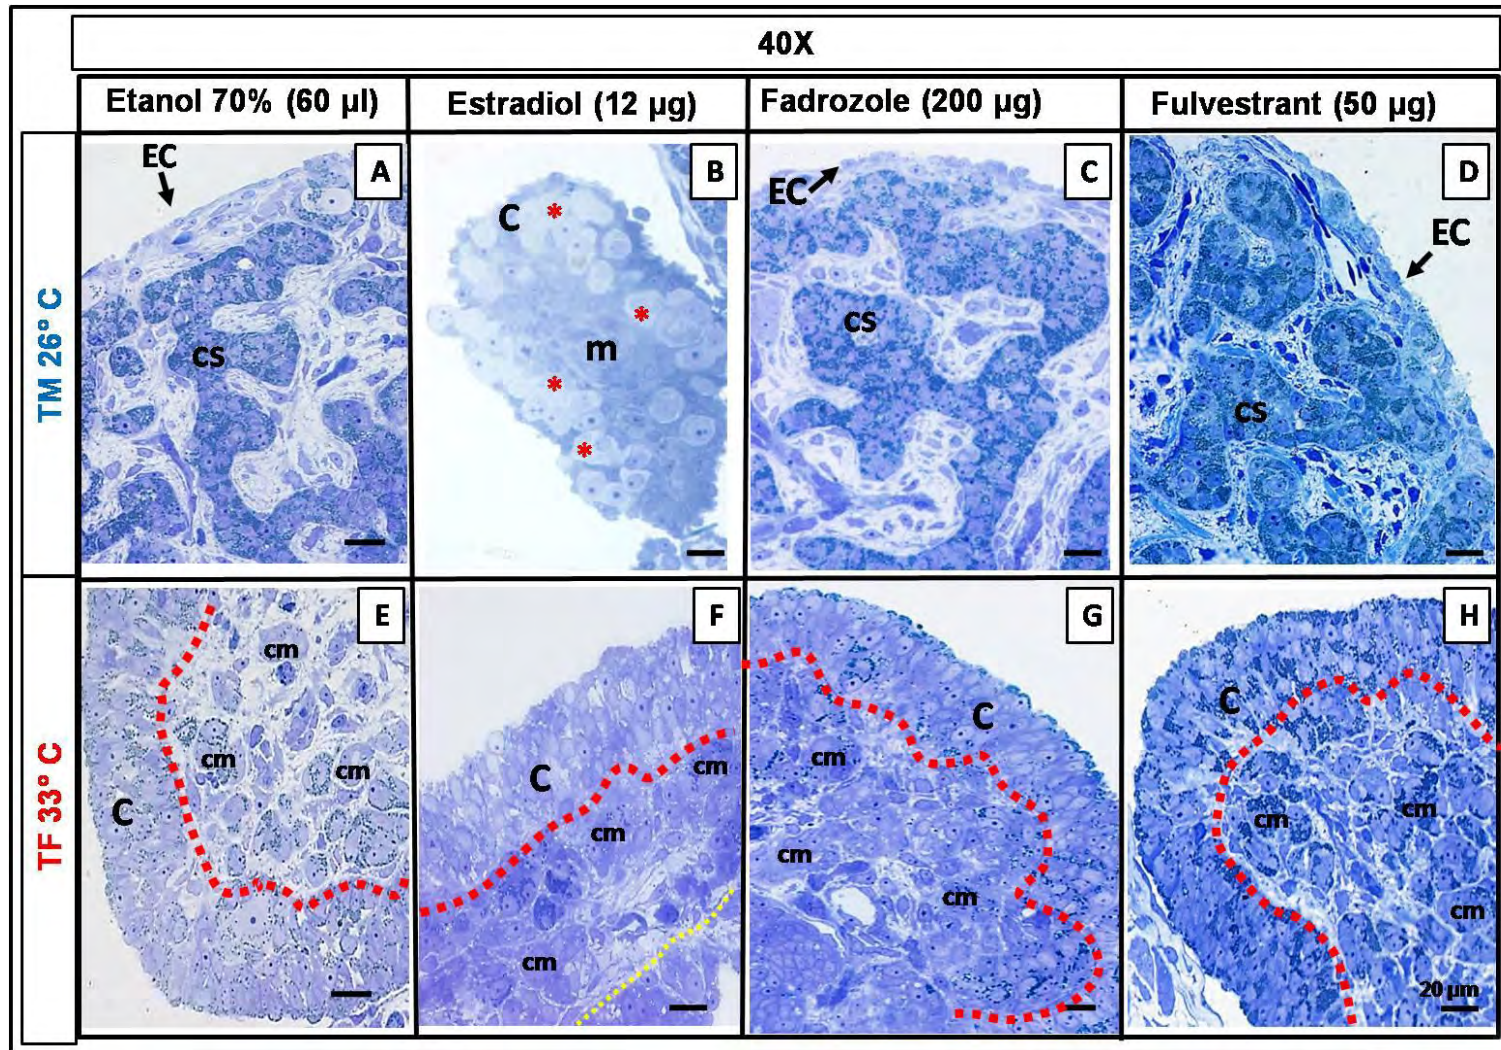 40X
Etanol 70% (60 µl)
Estradiol (12 µg)
Fadrozole (200 µg)
Fulvestrant (50 µg)
TM 26° C
EC
A
cs
C
B
m
EC
C
cs
D
EC
cs
TF 33° C
E
cm
cm
cm
C
F
C
cm
cm
cm
G
C
cm
cm
cm
H
C
cm
cm
cm
20 µm